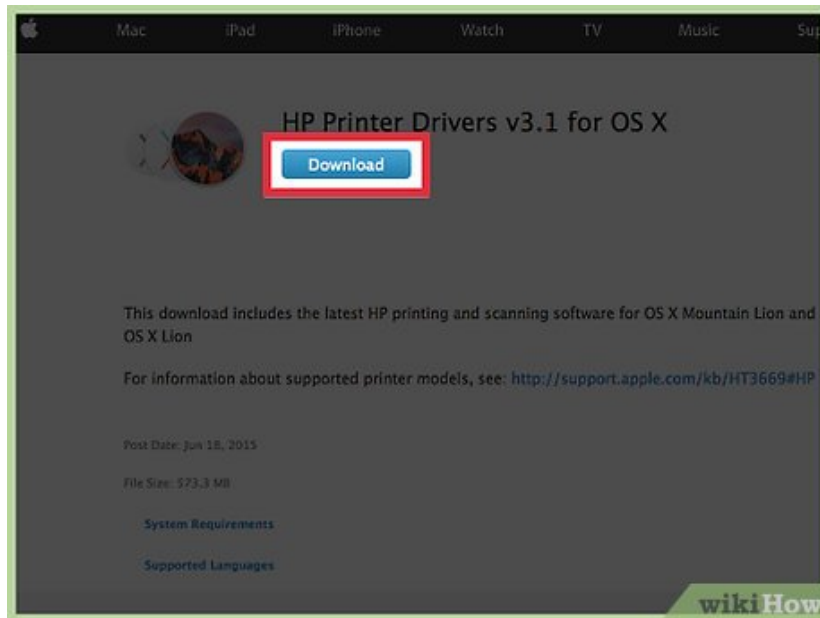 Mac iPad iPhone Watch TV Music Sup
HP Printer Drivers v3.1 for OS X
Download
This download includes the latest HP printing and scanning software for OS X Mountain Lion and
OS X Lion
For information about supported printer models, see: http://support.apple.com/kb/HT3669#HP
Post Date: Jun 18, 2015
File Size: 573.3 MB
System Requirements
Supported Languages
wikiHow